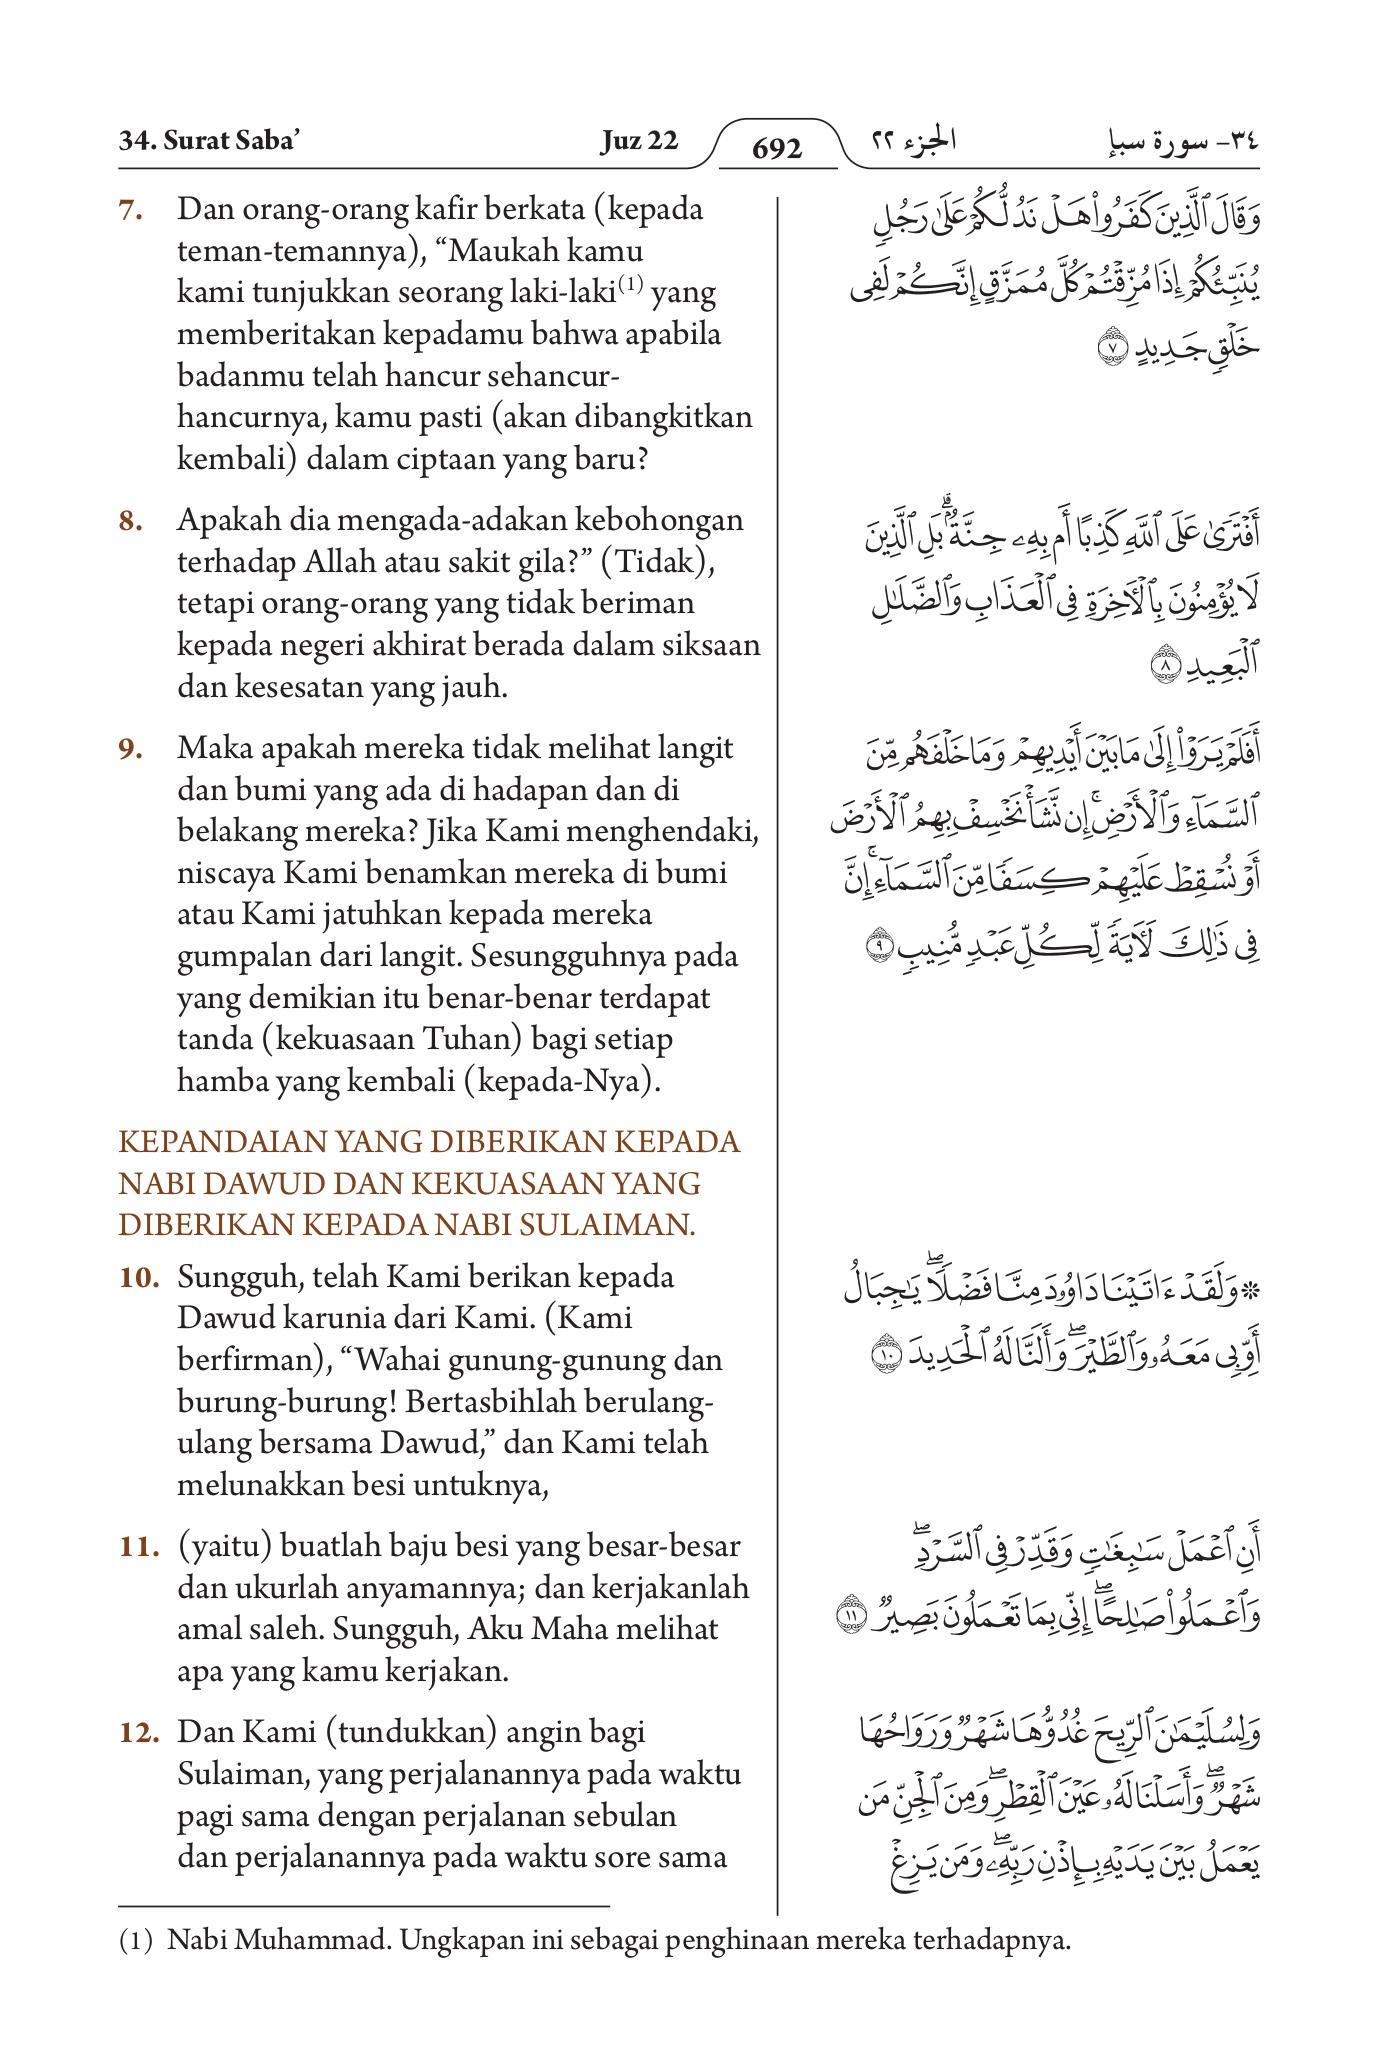 34. Surat Saba’ Juz 22 692 الجزء ٢٢ ٣٤- سورة سبإ
7. Dan orang-orang kafir berkata (kepada
teman-temannya), “Maukah kamu
kami tunjukkan seorang laki-laki(1) yang
memberitakan kepadamu bahwa apabila
badanmu telah hancur sehancur-
hancurnya, kamu pasti (akan dibangkitkan
kembali) dalam ciptaan yang baru?
وَقَالَ ٱلَّذِينَ كَفَرُوا۟ هَلْ نَدُلُّكُمْ عَلَىٰ رَجُلٍ
يُنَبِّئُكُمْ إِذَا مُزِّقْتُمْ كُلَّ مُمَزَّقٍ إِنَّكُمْ لَفِى
خَلْقٍ جَدِيدٍ ٧
8. Apakah dia mengada-adakan kebohongan
terhadap Allah atau sakit gila?” (Tidak),
tetapi orang-orang yang tidak beriman
kepada negeri akhirat berada dalam siksaan
dan kesesatan yang jauh.
أَفْتَرَىٰ عَلَى ٱللَّهِ كَذِبًا أَم بِهِۦ جِنَّةٌۢ ۗ بَلِ ٱلَّذِينَ
لَا يُؤْمِنُونَ بِٱلْـَٔاخِرَةِ فِى ٱلْعَذَابِ وَٱلضَّلَـٰلِ
ٱلْبَعِيدِ ٨
9. Maka apakah mereka tidak melihat langit
dan bumi yang ada di hadapan dan di
belakang mereka? Jika Kami menghendaki,
niscaya Kami benamkan mereka di bumi
atau Kami jatuhkan kepada mereka
gumpalan dari langit. Sesungguhnya pada
yang demikian itu benar-benar terdapat
tanda (kekuasaan Tuhan) bagi setiap
hamba yang kembali (kepada-Nya).
أَفَلَمْ يَرَوْا۟ إِلَىٰ مَا بَيْنَ أَيْدِيهِمْ وَمَا خَلْفَهُم مِّنَ
ٱلسَّمَآءِ وَٱلْأَرْضِ ۚ إِن نَّشَأْ نَخْسِفْ بِهِمُ ٱلْأَرْضَ
أَوْ نُسْقِطْ عَلَيْهِمْ كِسَفًا مِّنَ ٱلسَّمَآءِ ۚ إِنَّ
فِى ذَٰلِكَ لَـَٔايَةً لِّكُلِّ عَبْدٍ مُّنِيبٍ ٩
KEPANDAIAN YANG DIBERIKAN KEPADA
NABI DAWUD DAN KEKUASAAN YANG
DIBERIKAN KEPADA NABI SULAIMAN.
10. Sungguh, telah Kami berikan kepada
Dawud karunia dari Kami. (Kami
berfirman), “Wahai gunung-gunung dan
burung-burung! Bertasbihlah berulang-
ulang bersama Dawud,” dan Kami telah
melunakkan besi untuknya,
۞ وَلَقَدْ ءَاتَيْنَا دَاوُۥدَ مِنَّا فَضْلًا ۖ يَـٰجِبَالُ
أَوِّبِى مَعَهُۥ وَٱلطَّيْرَ ۖ وَأَلَنَّا لَهُ ٱلْحَدِيدَ ١٠
11. (yaitu) buatlah baju besi yang besar-besar
dan ukurlah anyamannya; dan kerjakanlah
amal saleh. Sungguh, Aku Maha melihat
apa yang kamu kerjakan.
أَنِ ٱعْمَلْ سَـٰبِغَـٰتٍ وَقَدِّرْ فِى ٱلسَّرْدِ ۖ
وَٱعْمَلُوا۟ صَـٰلِحًا ۖ إِنِّى بِمَا تَعْمَلُونَ بَصِيرٌ ١١
12. Dan Kami (tundukkan) angin bagi
Sulaiman, yang perjalanannya pada waktu
pagi sama dengan perjalanan sebulan
dan perjalanannya pada waktu sore sama
وَلِسُلَيْمَـٰنَ ٱلرِّيحَ غُدُوُّهَا شَهْرٌ وَرَوَاحُهَا
شَهْرٌ ۖ وَأَسَلْنَا لَهُۥ عَيْنَ ٱلْقِطْرِ ۖ وَمِنَ ٱلْجِنِّ مَن
يَعْمَلُ بَيْنَ يَدَيْهِ بِإِذْنِ رَبِّهِۦ ۖ وَمَن يَزِغْ
(1) Nabi Muhammad. Ungkapan ini sebagai penghinaan mereka terhadapnya.